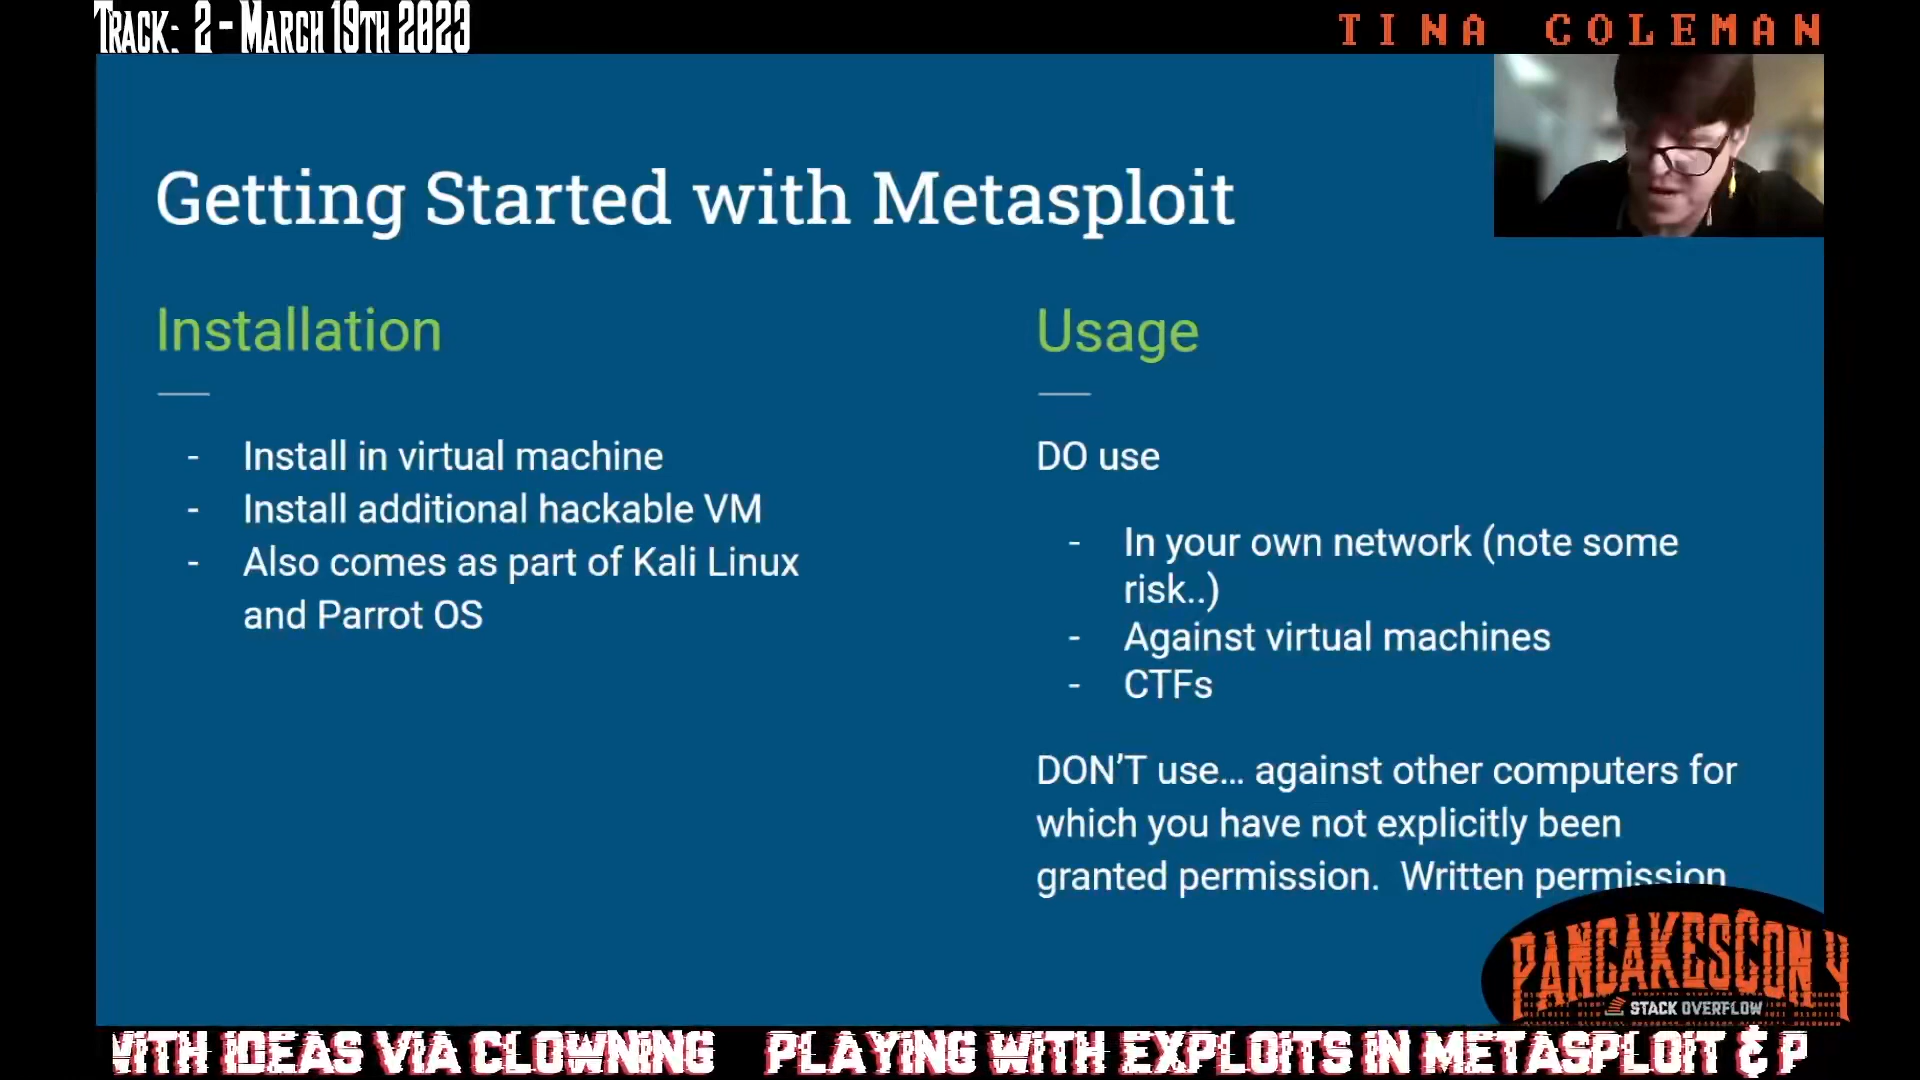 Track: 2 - March 19th 2023
TINA COLEMAN
Getting Started with Metasploit
Installation
- Install in virtual machine
- Install additional hackable VM
- Also comes as part of Kali Linux
and Parrot OS
Usage
DO use
- In your own network (note some
risk..)
- Against virtual machines
- CTFs
DON'T use... against other computers for
which you have not explicitly been
granted permission. Written permission
PANCAKESCON 4
STACK OVERFLOW
WITH IDEAS VIA CLOWNING PLAYING WITH EXPLOITS IN METASPLOIT & P